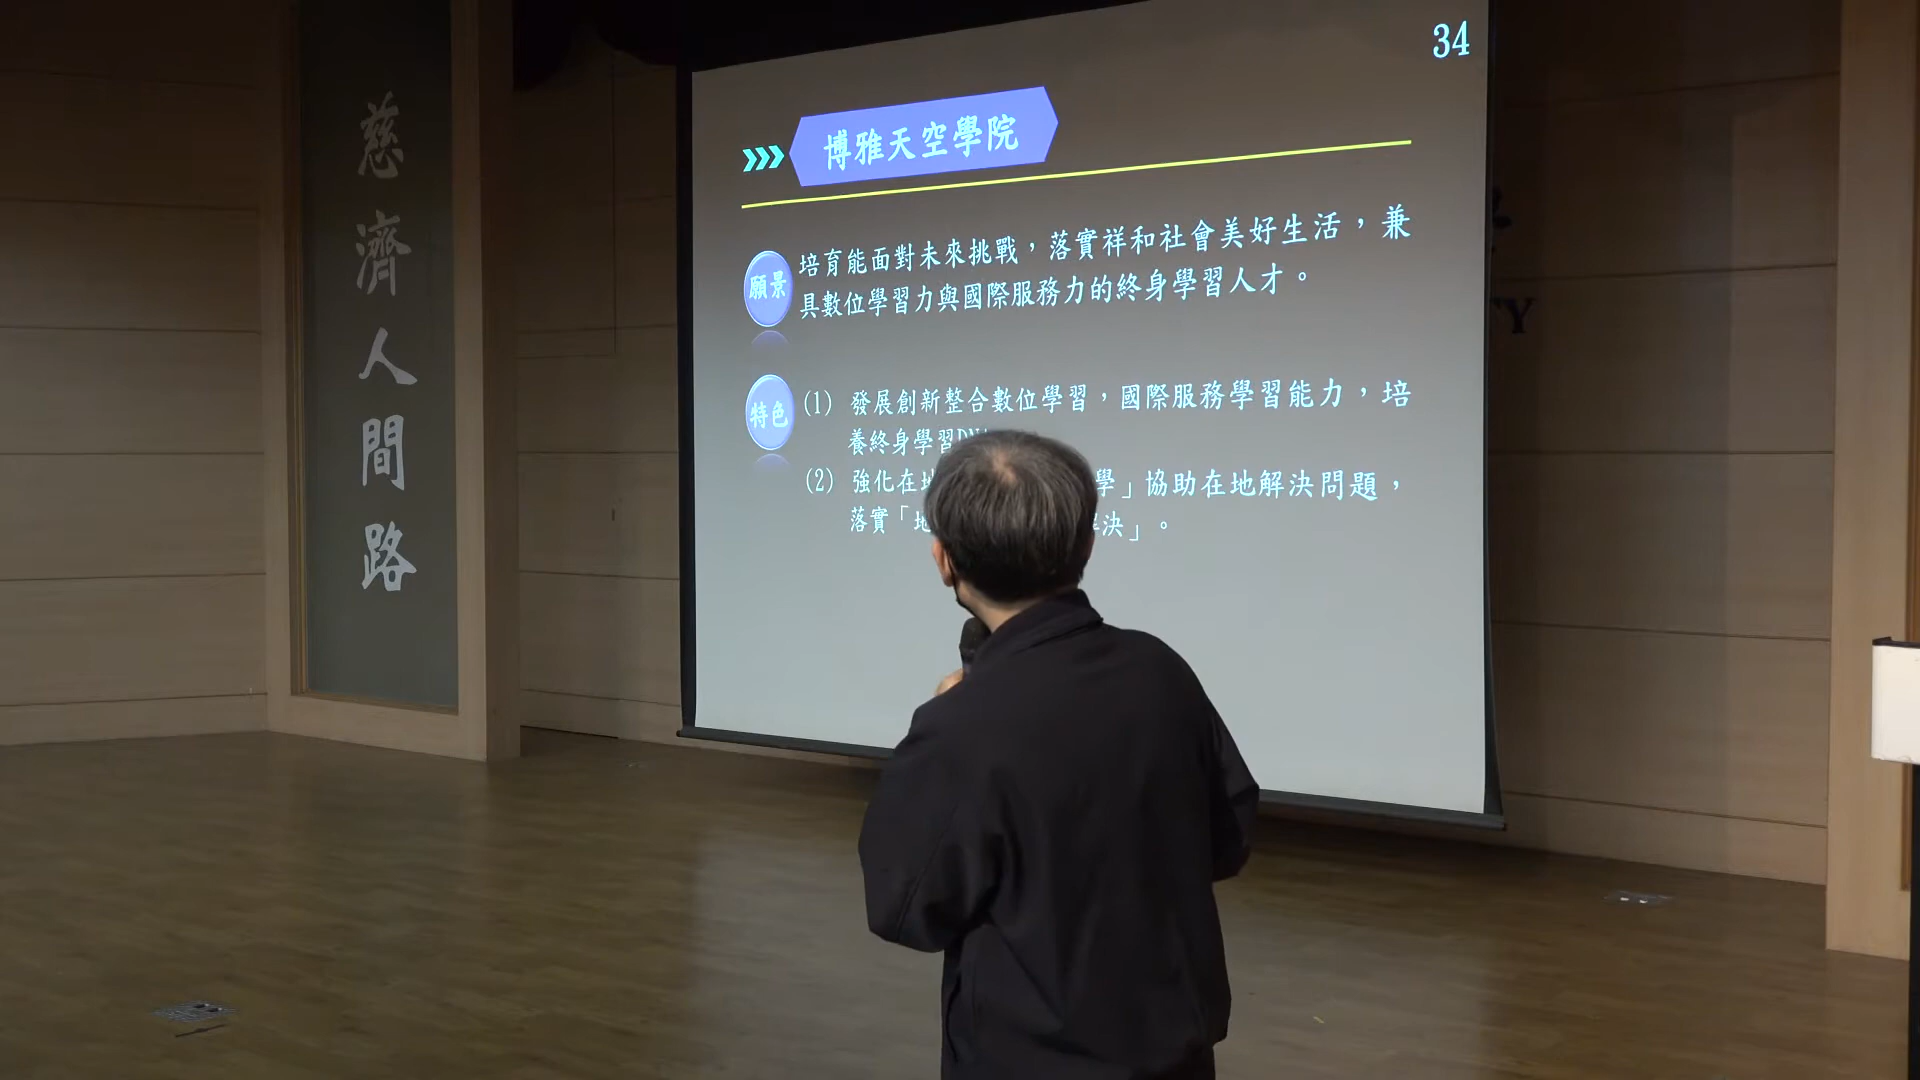 慈濟人間路
34
博雅天空學院
願景
培育能面對未來挑戰，落實祥和社會美好生活，兼
具數位學習力與國際服務力的終身學習人才。
特色
(1) 發展創新整合數位學習，國際服務學習能力，培
養終身學習
(2) 強化在地 學」協助在地解決問題，
落實「地 解決」。
TY